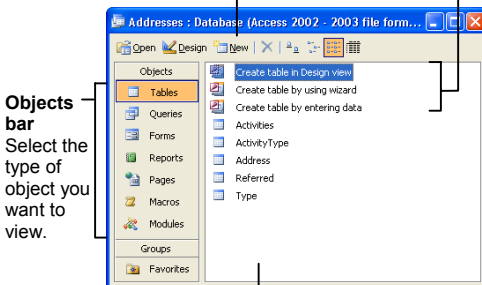 Addresses : Database (Access 2002 - 2003 file form...
Open Design New
Objects
Tables
Queries
Forms
Reports
Pages
Macros
Modules
Groups
Favorites
Create table in Design view
Create table by using wizard
Create table by entering data
Activities
ActivityType
Address
Referred
Type
Objects
bar
Select the
type of
object you
want to
view.